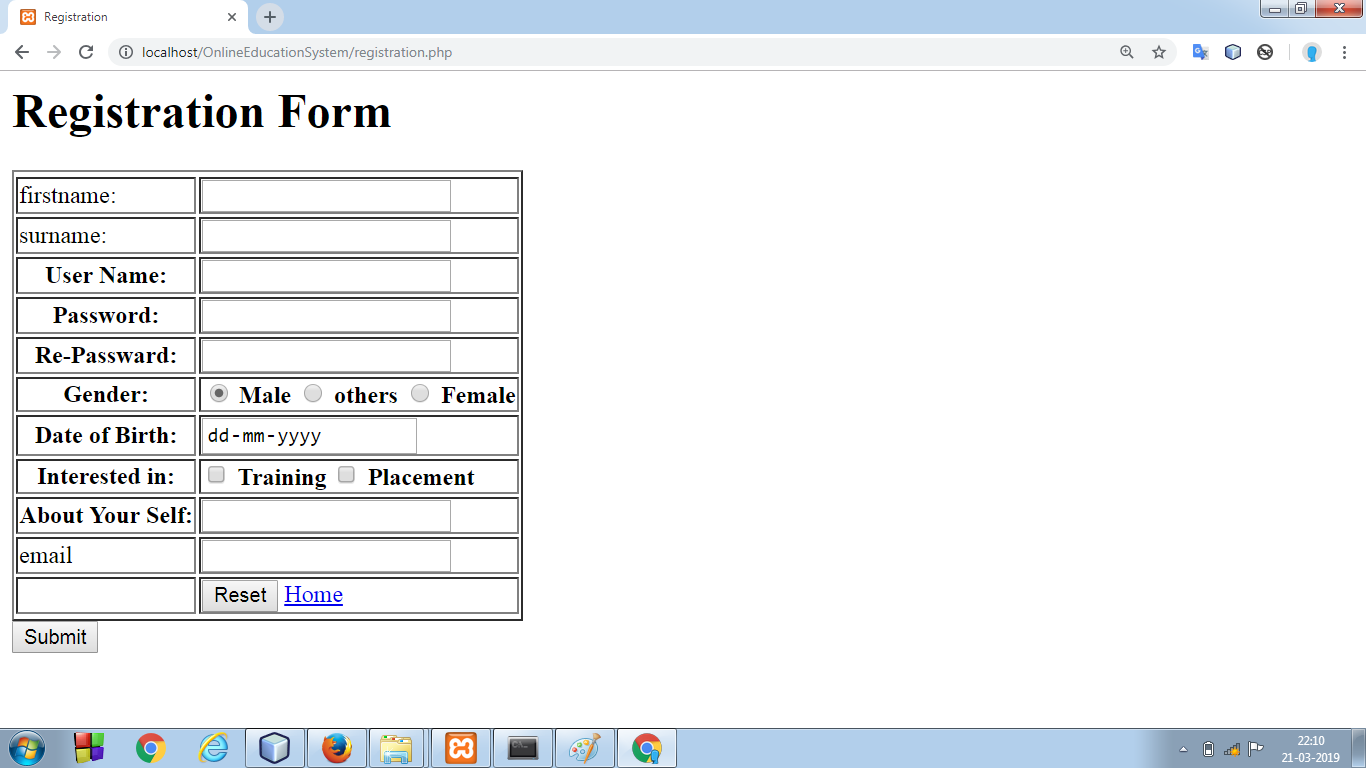 Registration
localhost/OnlineEducationSystem/registration.php
Registration Form
firstname:
surname:
User Name:
Password:
Re-Passward:
Gender: Male others Female
Date of Birth: dd-mm-yyyy
Interested in: Training Placement
About Your Self:
email
Reset Home
Submit
22:10
21-03-2019